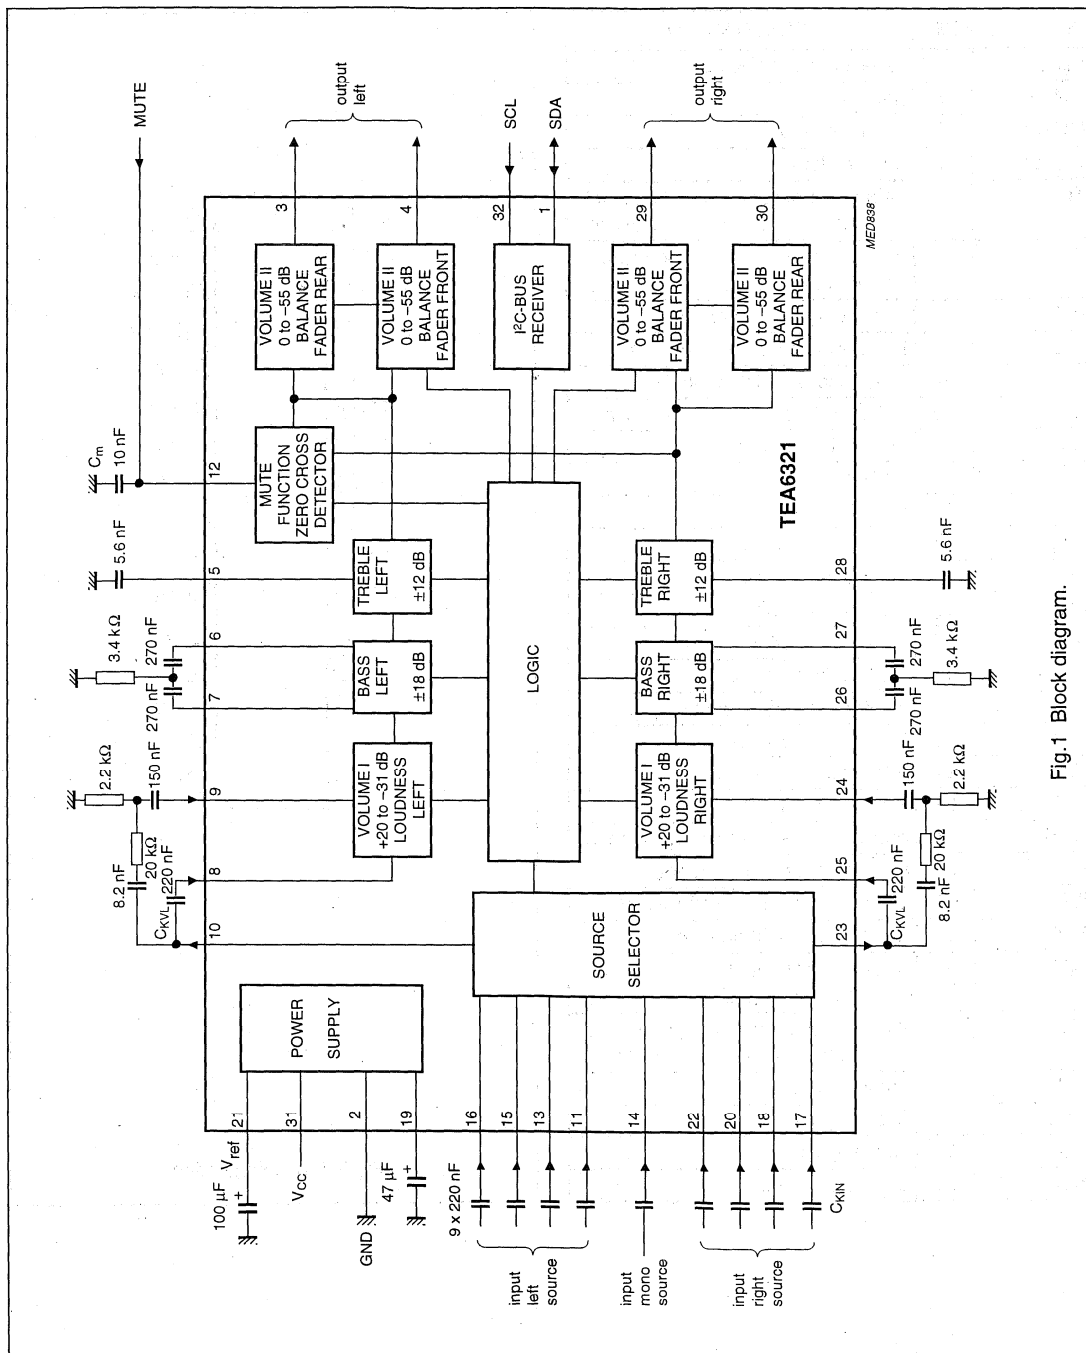 MUTE
Cm
10 nF
5.6 nF
3.4 kΩ
270 nF
270 nF
2.2 kΩ
150 nF
20 kΩ
8.2 nF
220 nF
CKVL
12
5
6
7
9
8
10
output
left
3
4
SCL
SDA
32
1
output
right
29
30
MED838
VOLUME II
0 to –55 dB
BALANCE
FADER REAR
VOLUME II
0 to –55 dB
BALANCE
FADER FRONT
I²C-BUS
RECEIVER
VOLUME II
0 to –55 dB
BALANCE
FADER FRONT
VOLUME II
0 to –55 dB
BALANCE
FADER REAR
MUTE
FUNCTION
ZERO CROSS
DETECTOR
TEA6321
TREBLE
LEFT
±12 dB
BASS
LEFT
±18 dB
VOLUME I
+20 to –31 dB
LOUDNESS
LEFT
LOGIC
TREBLE
RIGHT
±12 dB
BASS
RIGHT
±18 dB
VOLUME I
+20 to –31 dB
LOUDNESS
RIGHT
SOURCE
SELECTOR
POWER
SUPPLY
28
5.6 nF
27
26
270 nF
270 nF
3.4 kΩ
24
150 nF
2.2 kΩ
25
20 kΩ
220 nF
8.2 nF
CKVL
23
21
31
2
19
16
15
13
11
14
22
20
18
17
Vref
100 µF
+
VCC
GND
47 µF
+
9 x 220 nF
CKIN
input
left
source
input
mono
source
input
right
source
Fig.1 Block diagram.